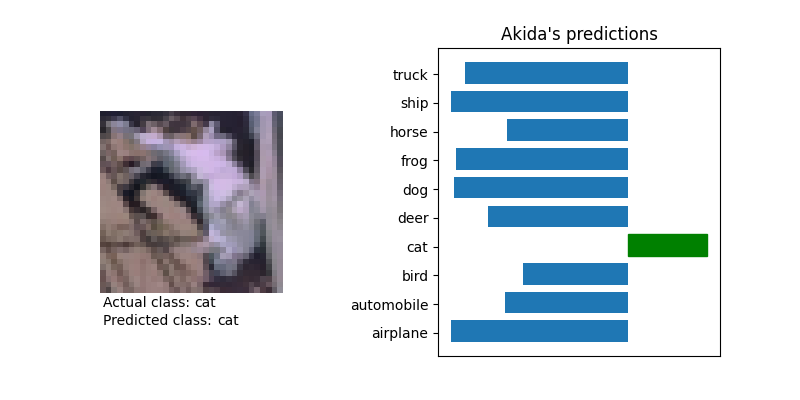 Akida's predictions
truck
ship
horse
frog
dog
deer
cat
bird
automobile
airplane
Actual class: cat
Predicted class: cat